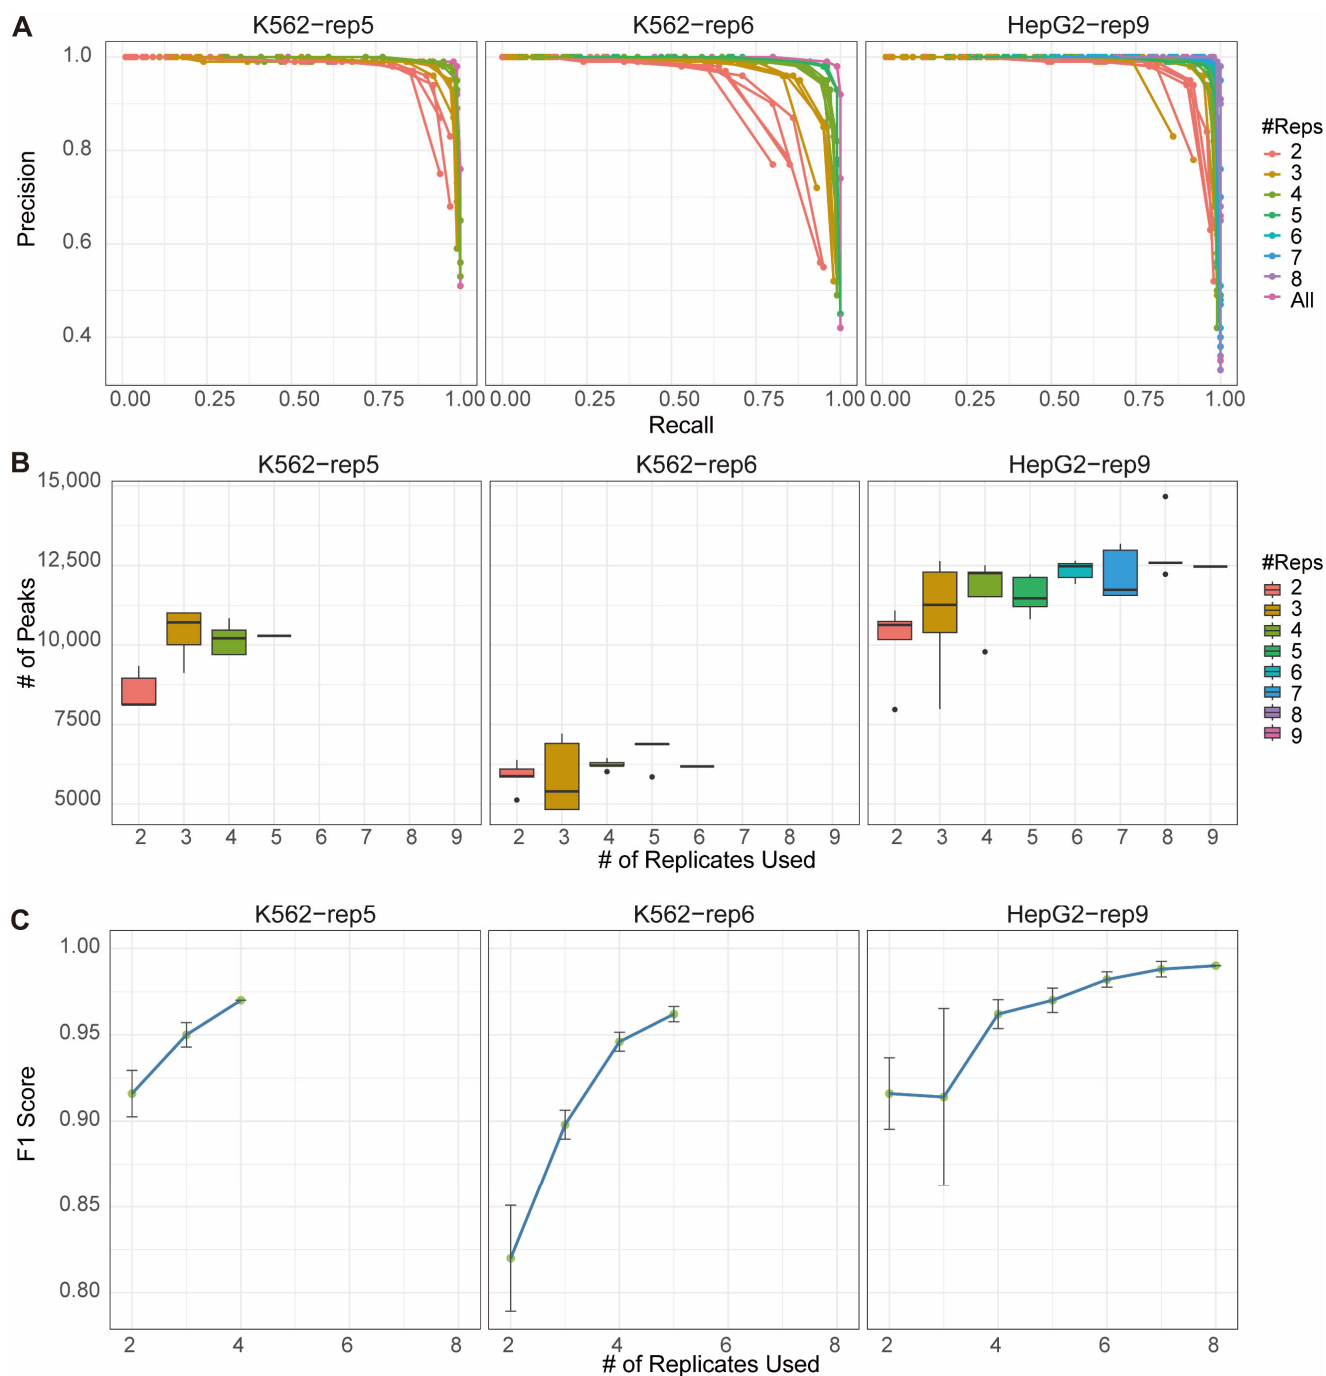 A
K562−rep5
K562−rep6
HepG2−rep9
1.0
0.8
0.6
0.4
Precision
0.00 0.25 0.50 0.75 1.00
0.00 0.25 0.50 0.75 1.00
0.00 0.25 0.50 0.75 1.00
Recall
#Reps
2
3
4
5
6
7
8
All
B
K562−rep5
K562−rep6
HepG2−rep9
15,000
12,500
10,000
7500
5000
# of Peaks
2 3 4 5 6 7 8 9
2 3 4 5 6 7 8 9
2 3 4 5 6 7 8 9
# of Replicates Used
#Reps
2
3
4
5
6
7
8
9
C
K562−rep5
K562−rep6
HepG2−rep9
1.00
0.95
0.90
0.85
0.80
F1 Score
2 4 6 8
2 4 6 8
2 4 6 8
# of Replicates Used